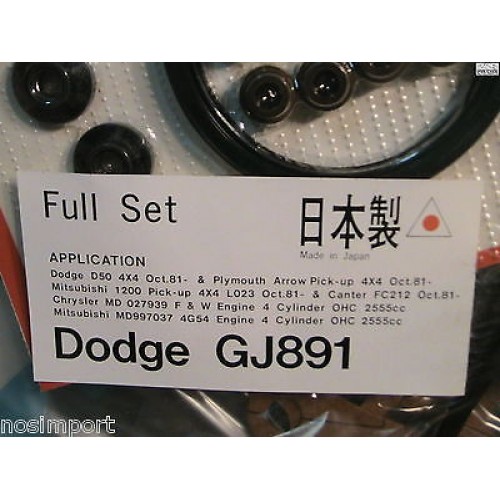 Full Set
日本製
Made in Japan
APPLICATION
Dodge D50 4X4 Oct.81- & Plymouth Arrow Pick-up 4X4 Oct.81-
Mitsubishi 1200 Pick-up 4X4 LO23 Oct.81- & Canter FC212 Oct.81-
Chrysler MD 027939 F & W Engine 4 Cylinder OHC 2555cc
Mitsubishi MD997037 4G54 Engine 4 Cylinder OHC 2555cc
Dodge GJ891
nosimport